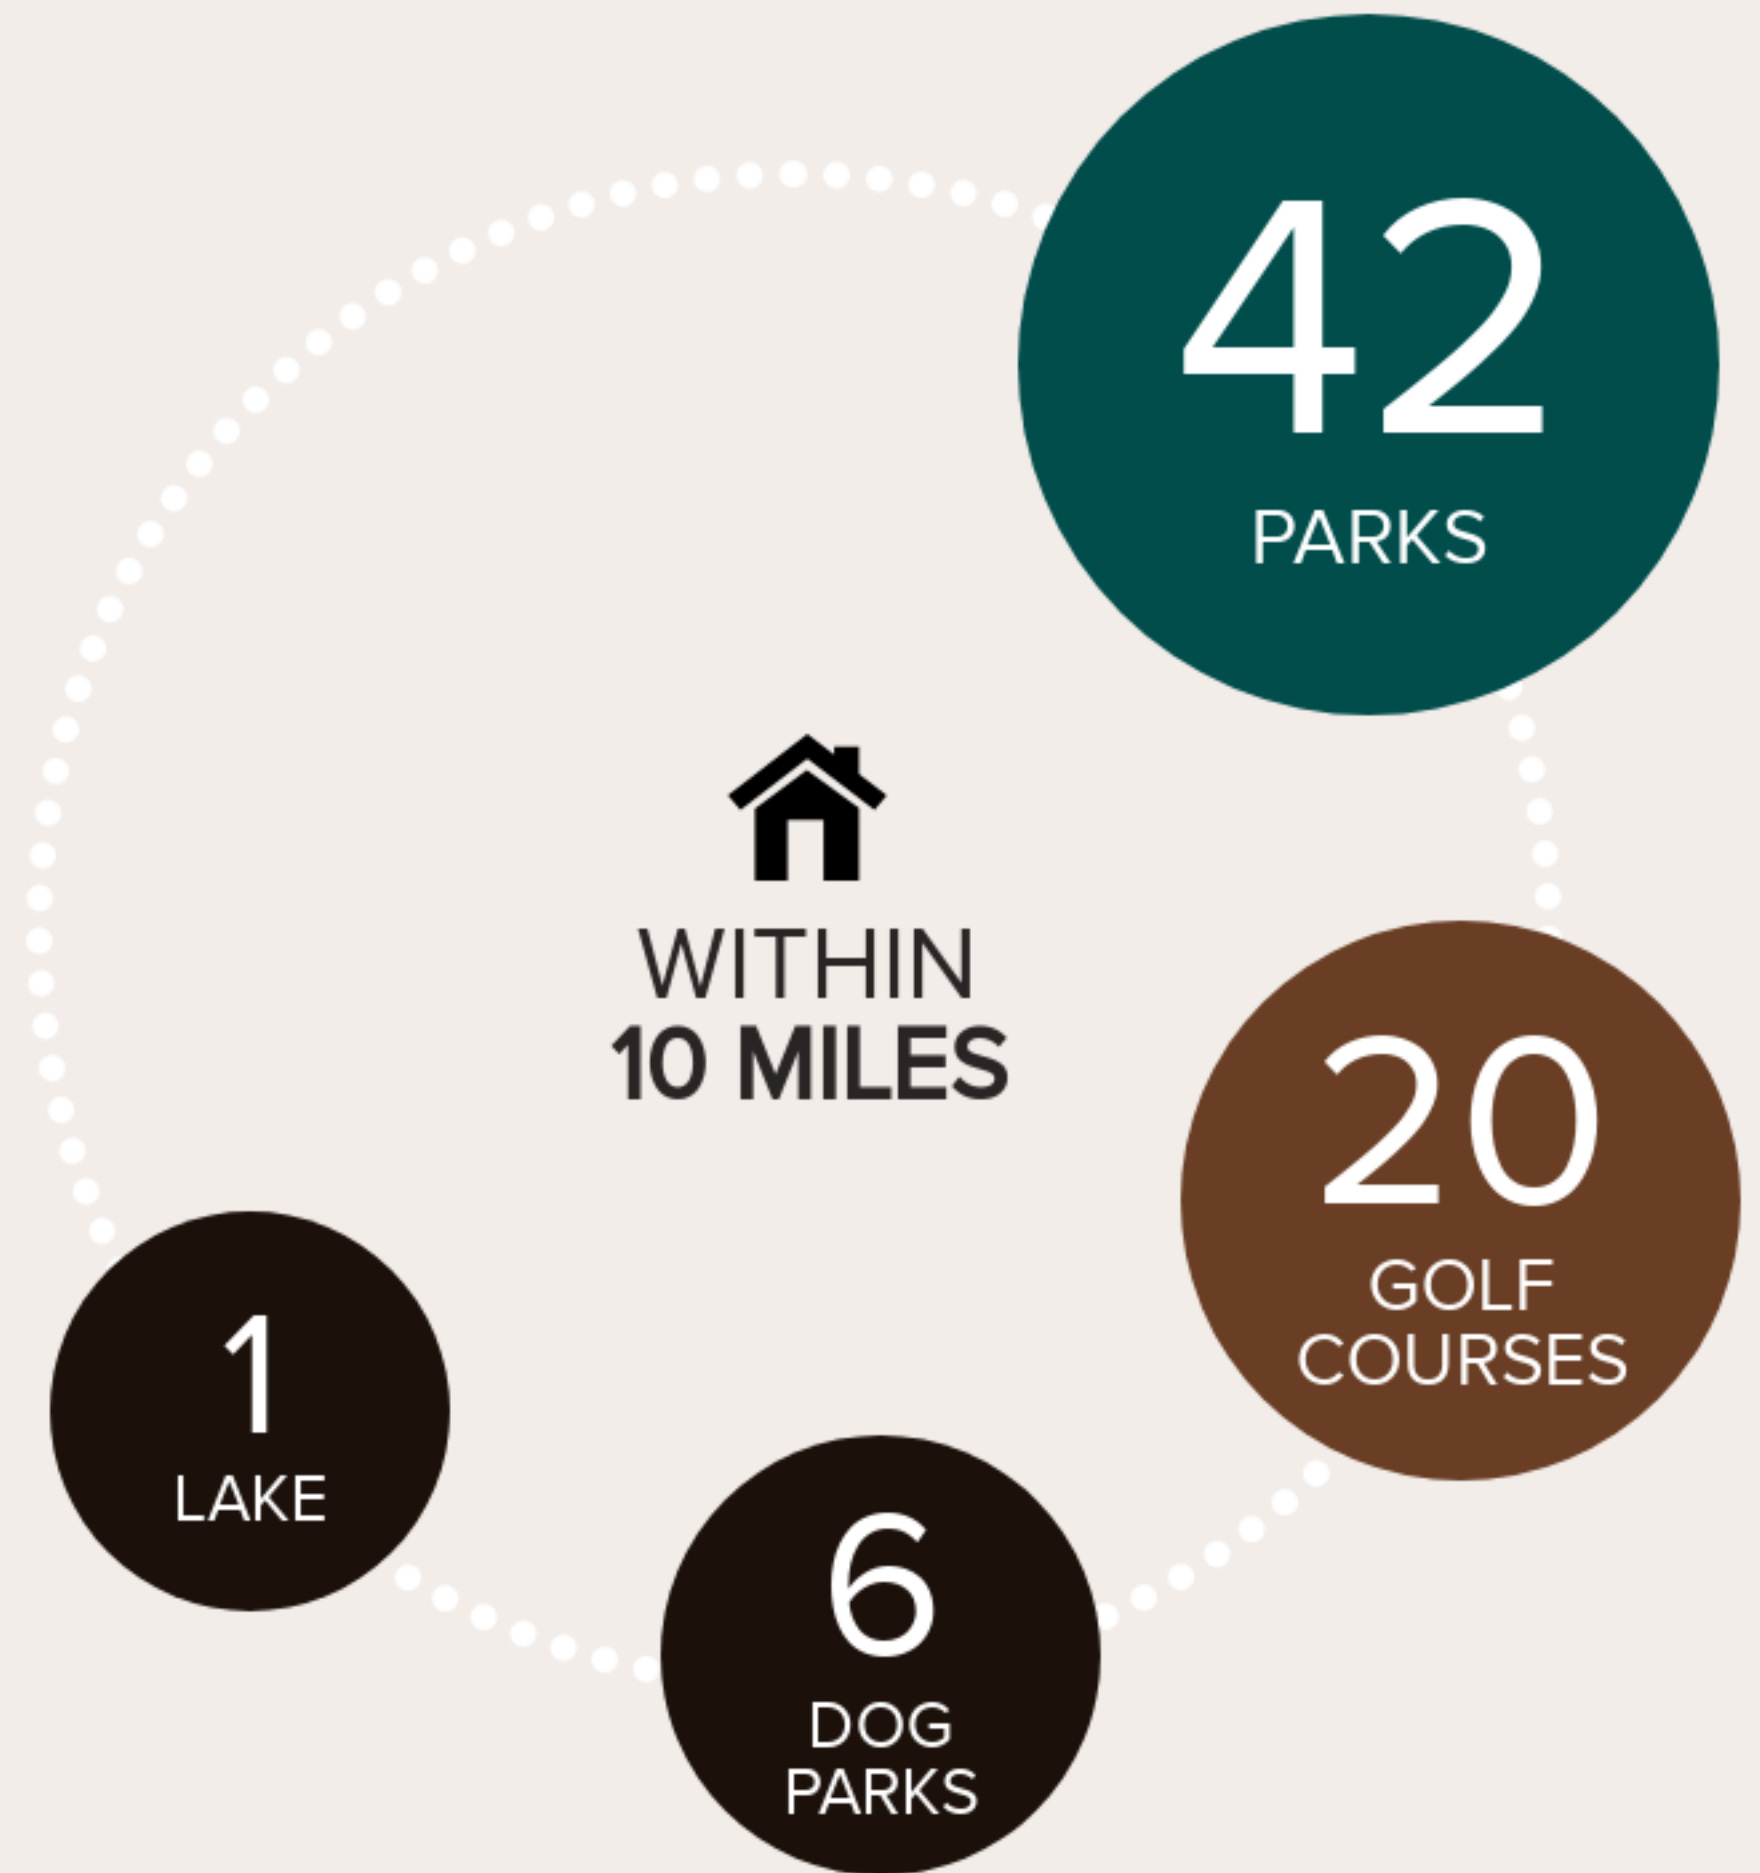 42
PARKS
WITHIN
10 MILES
20
GOLF
COURSES
1
LAKE
6
DOG
PARKS